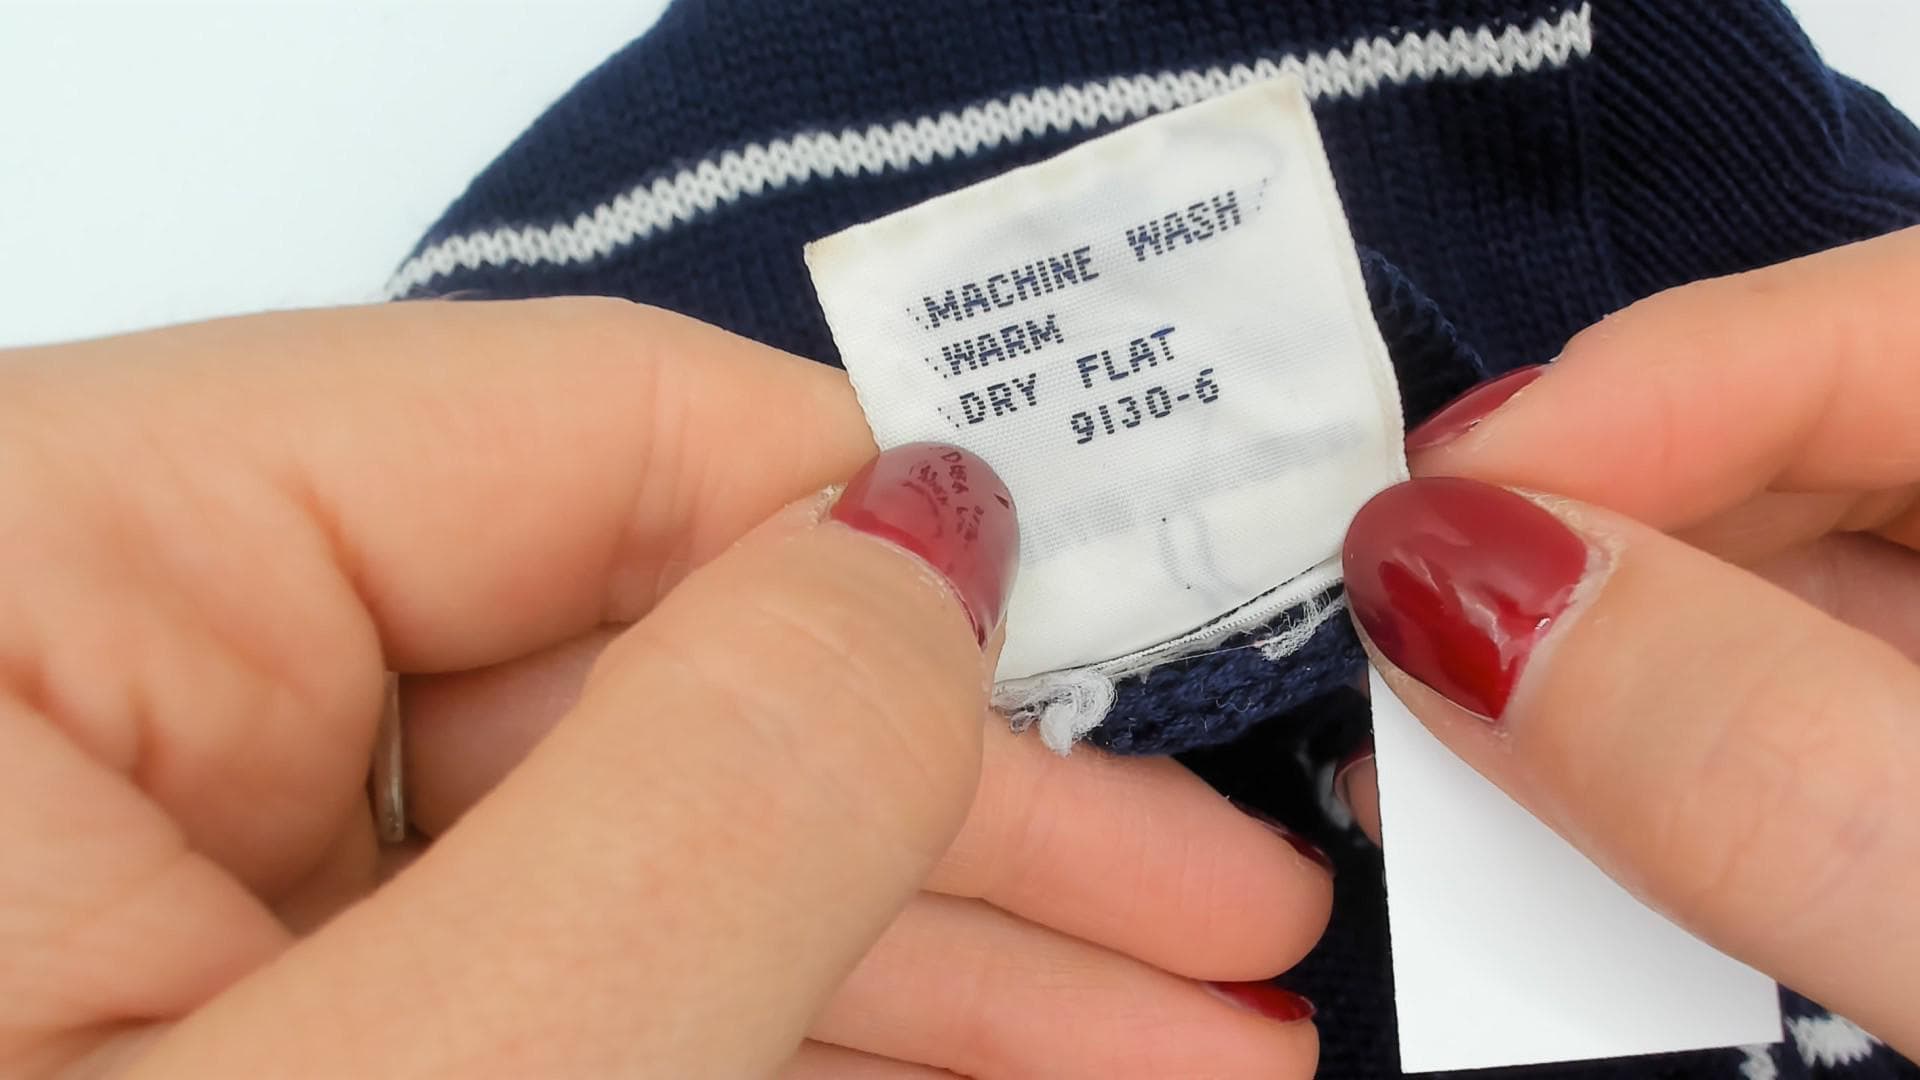 MACHINE WASH
WARM
DRY FLAT
9130-6